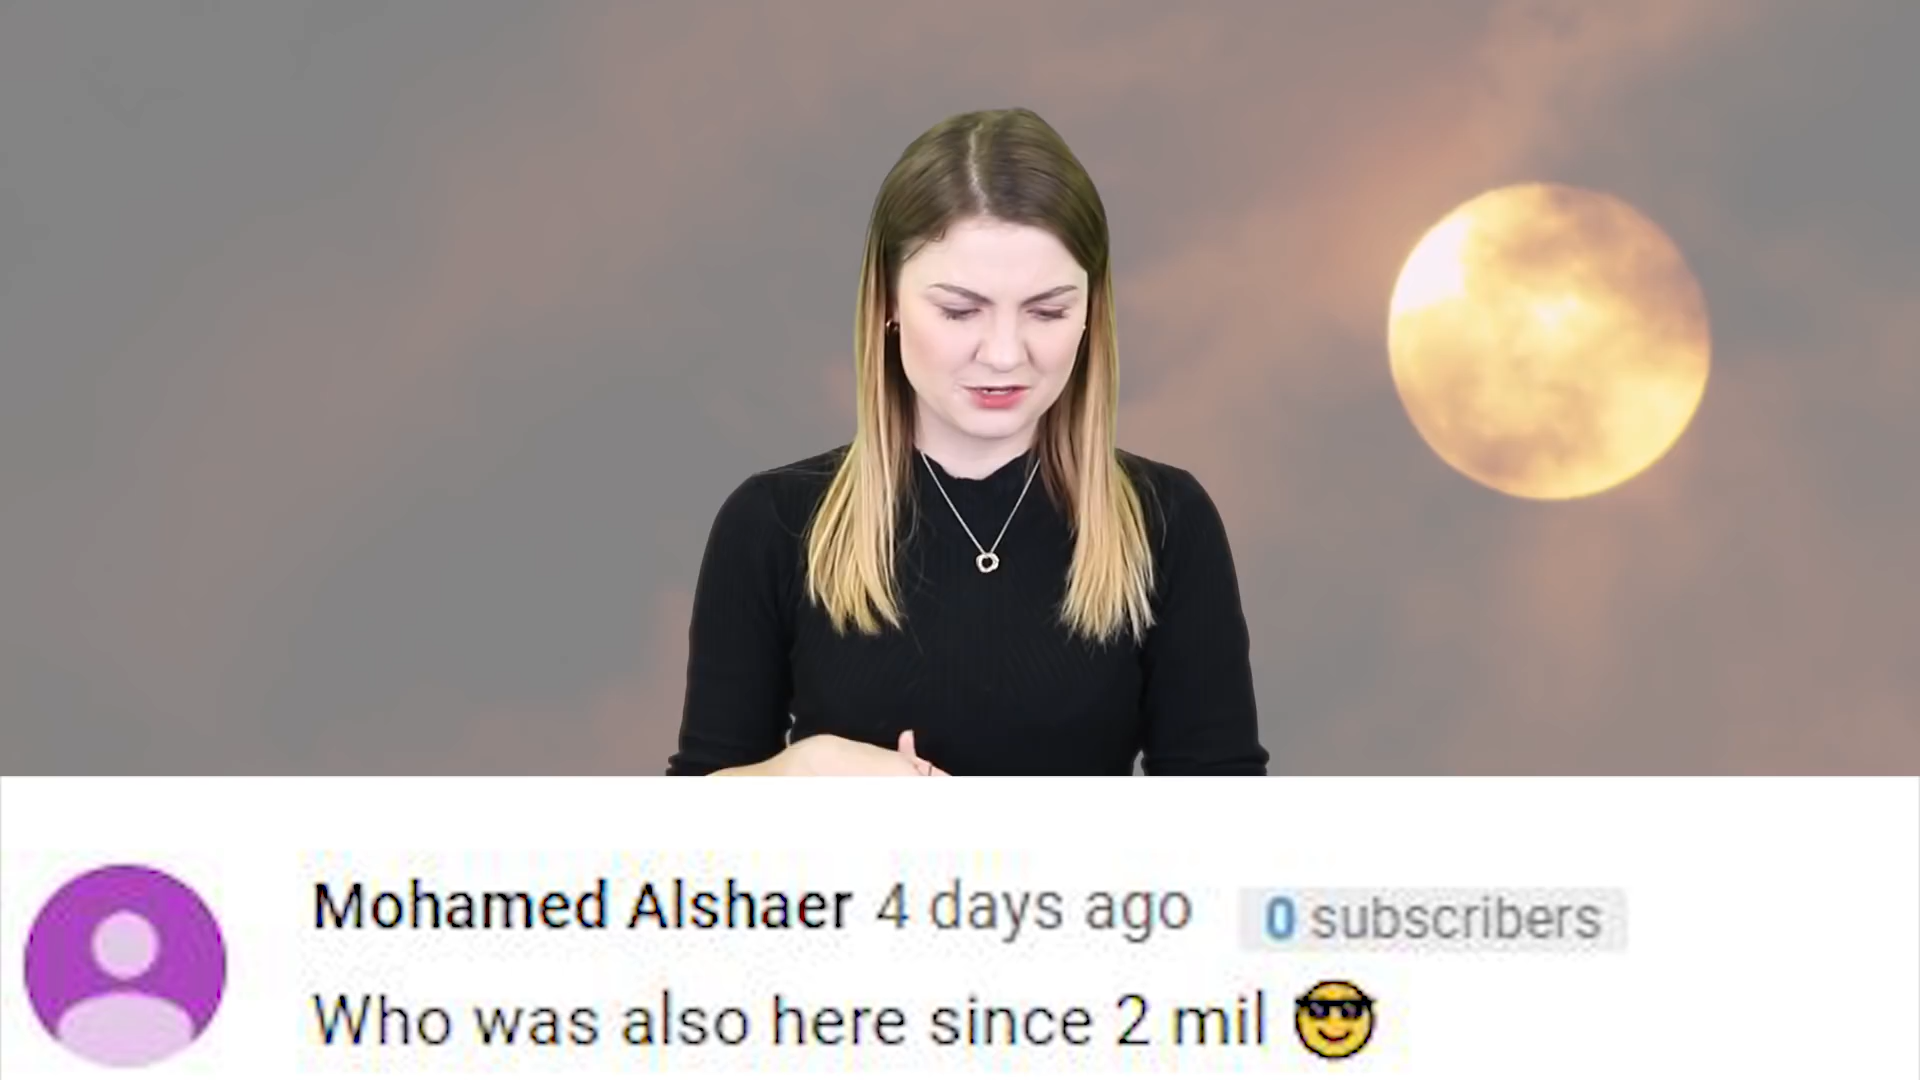 Mohamed Alshaer 4 days ago 0 subscribers
Who was also here since 2 mil 😎